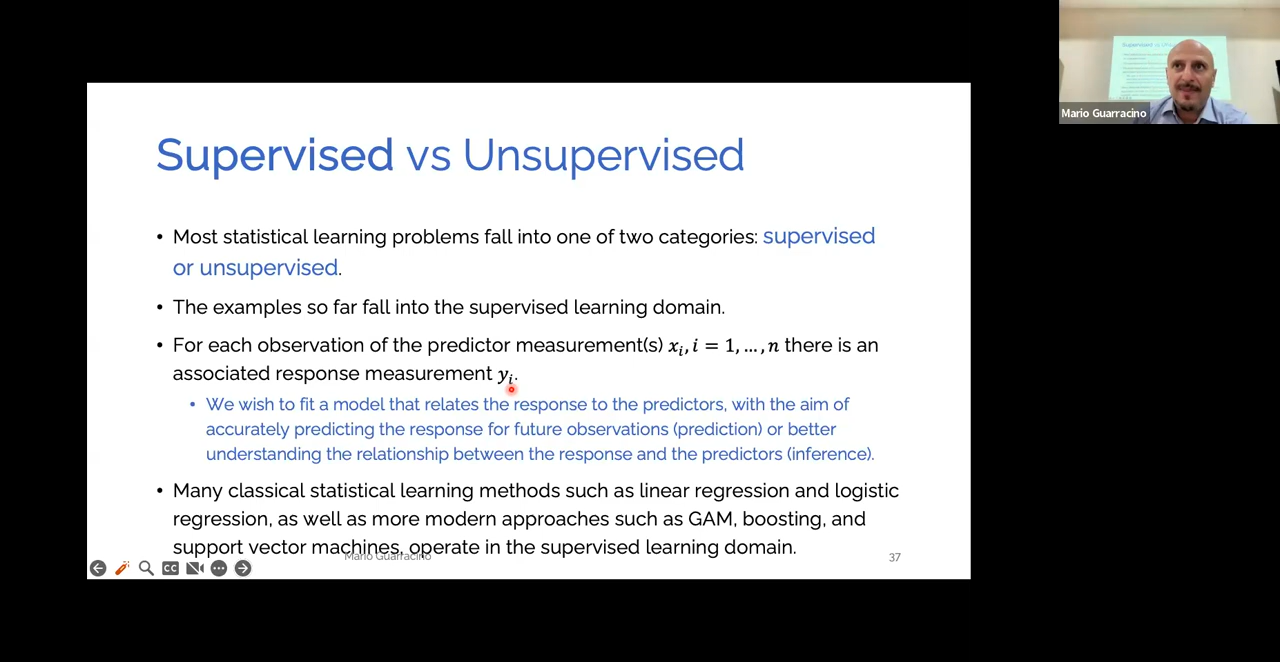 Supervised vs Unsupervised
• Most statistical learning problems fall into one of two categories: supervised
or unsupervised.
• The examples so far fall into the supervised learning domain.
• For each observation of the predictor measurement(s) xᵢ, i = 1, ..., n there is an
associated response measurement yᵢ.
• We wish to fit a model that relates the response to the predictors, with the aim of
accurately predicting the response for future observations (prediction) or better
understanding the relationship between the response and the predictors (inference).
• Many classical statistical learning methods such as linear regression and logistic
regression, as well as more modern approaches such as GAM, boosting, and
support vector machines, operate in the supervised learning domain.
Mario Guarracino
37
CC
Mario Guarracino